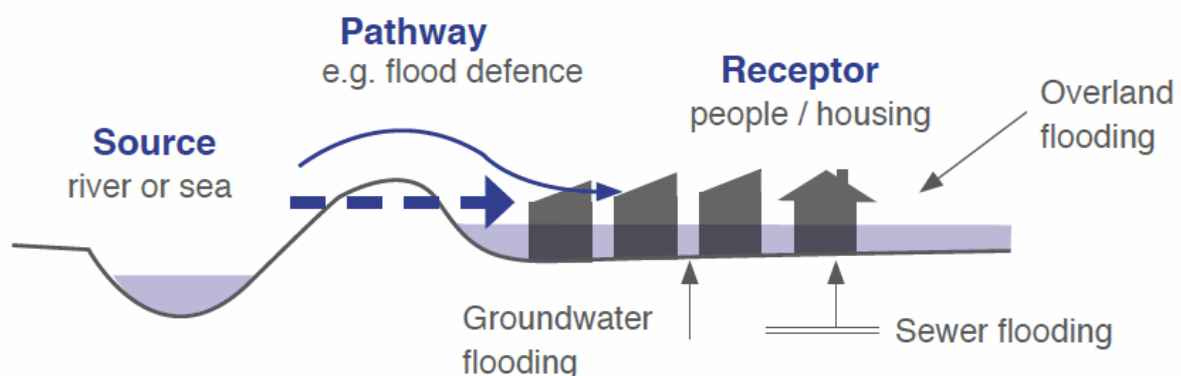 Pathway
e.g. flood defence
Receptor
people / housing
Overland
flooding
Source
river or sea
Groundwater
flooding
Sewer flooding